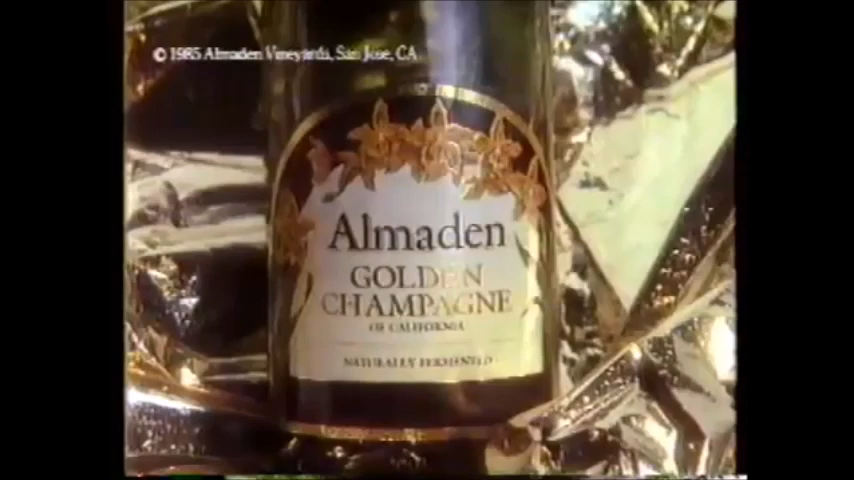 © 1985 Almaden Vineyards, San Jose, CA
Almaden
GOLDEN
CHAMPAGNE
OF CALIFORNIA
NATURALLY FERMENTED